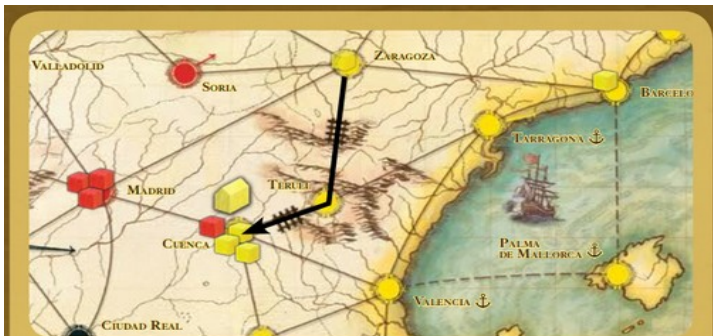 VALLADOLID
ZARAGOZA
SORIA
BARCELO
TARRAGONA
MADRID
TERUEL
CUENCA
PALMA
DE MALLORCA
VALENCIA
CIUDAD REAL